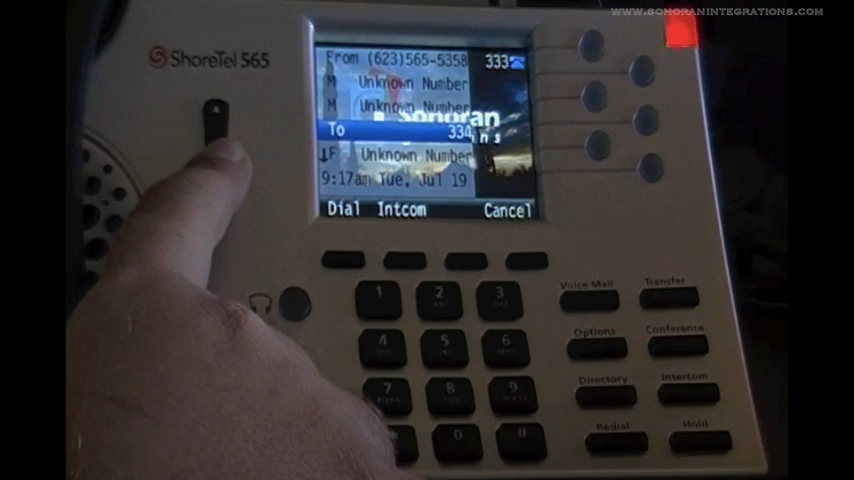 WWW.SONORANINTEGRATIONS.COM
ShoreTel 565
From (623)565-5358
333
M Unknown Number
M Unknown Number
Sonoran
To 334
F Unknown Number
9:17am Tue, Jul 19
Dial Intcom Cancel
Voice Mail Transfer
1 2 3
Options Conference
4 5 6
Directory Intercom
7 8 9
Redial Hold
* 0 #